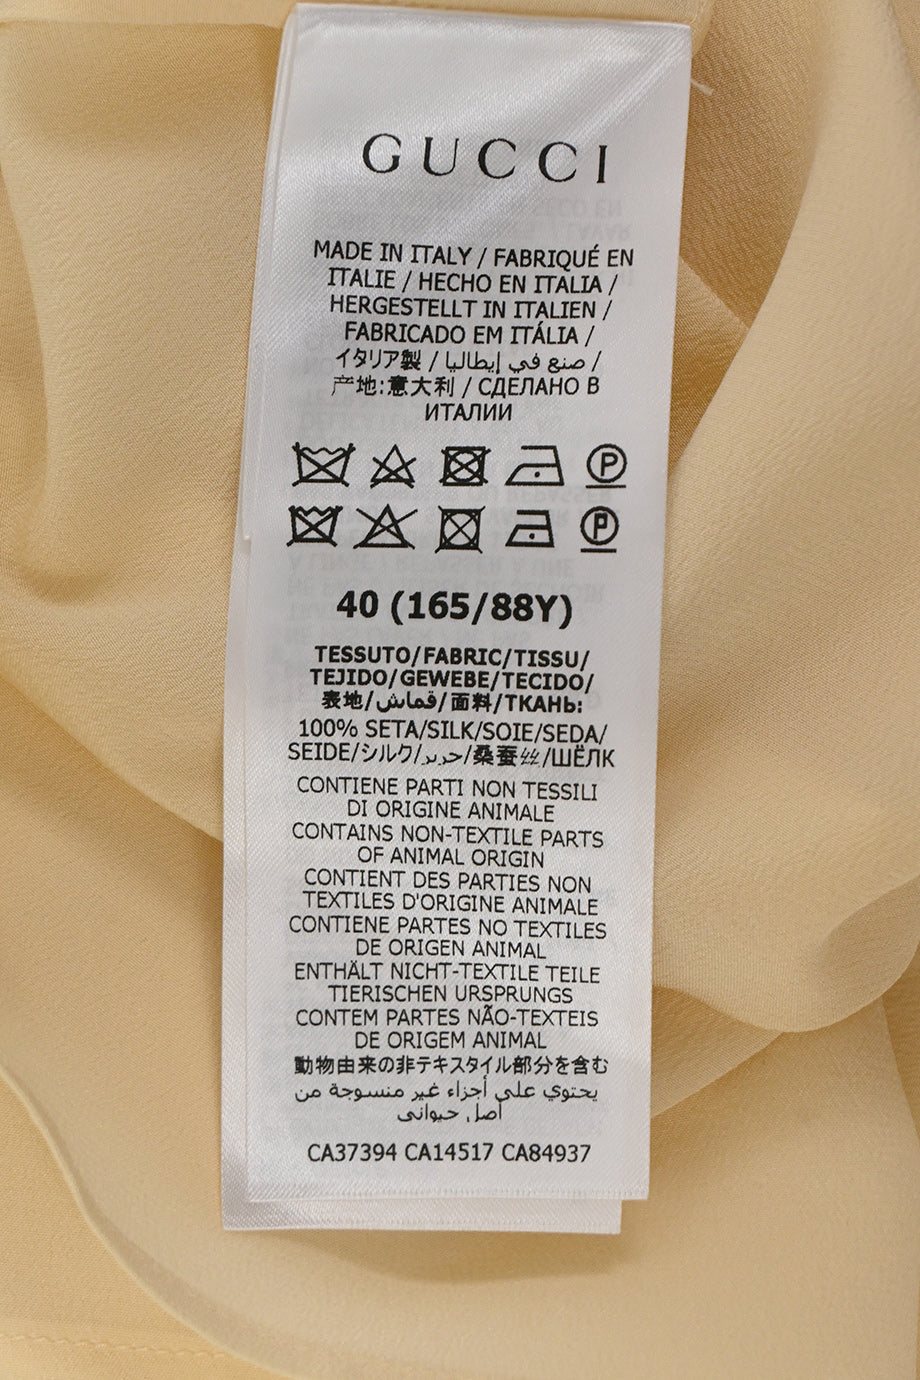 GUCCI
MADE IN ITALY / FABRIQUÉ EN
ITALIE / HECHO EN ITALIA /
HERGESTELLT IN ITALIEN /
FABRICADO EM ITÁLIA /
イタリア製 / صنع في إيطاليا /
产地:意大利 / СДЕЛАНО В
ИТАЛИИ
P
P
40 (165/88Y)
TESSUTO/FABRIC/TISSU/
TEJIDO/GEWEBE/TECIDO/
表地/قماش/面料/ТКАНЬ:
100% SETA/SILK/SOIE/SEDA/
SEIDE/シルク/حرير/桑蚕丝/ШЁЛК
CONTIENE PARTI NON TESSILI
DI ORIGINE ANIMALE
CONTAINS NON-TEXTILE PARTS
OF ANIMAL ORIGIN
CONTIENT DES PARTIES NON
TEXTILES D'ORIGINE ANIMALE
CONTIENE PARTES NO TEXTILES
DE ORIGEN ANIMAL
ENTHÄLT NICHT-TEXTILE TEILE
TIERISCHEN URSPRUNGS
CONTEM PARTES NÃO-TEXTEIS
DE ORIGEM ANIMAL
動物由来の非テキスタイル部分を含む
يحتوي على أجزاء غير منسوجة من
أصل حيوانى
CA37394 CA14517 CA84937